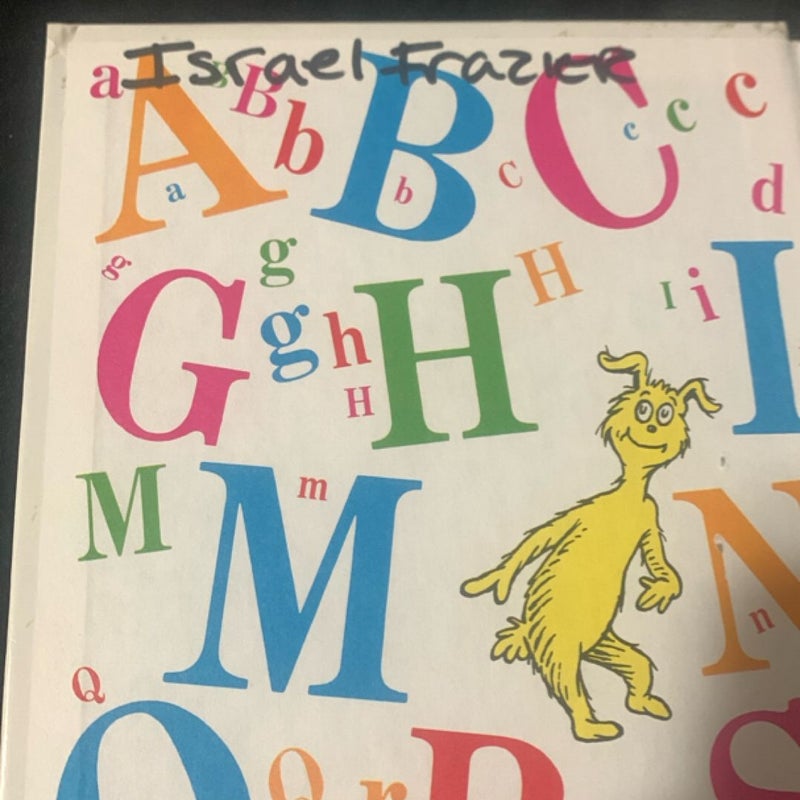 Israel Frazier
a A a B B b B b c C c c c d
g G g g h H H H I i I
M M m N n
Q Q Q r R